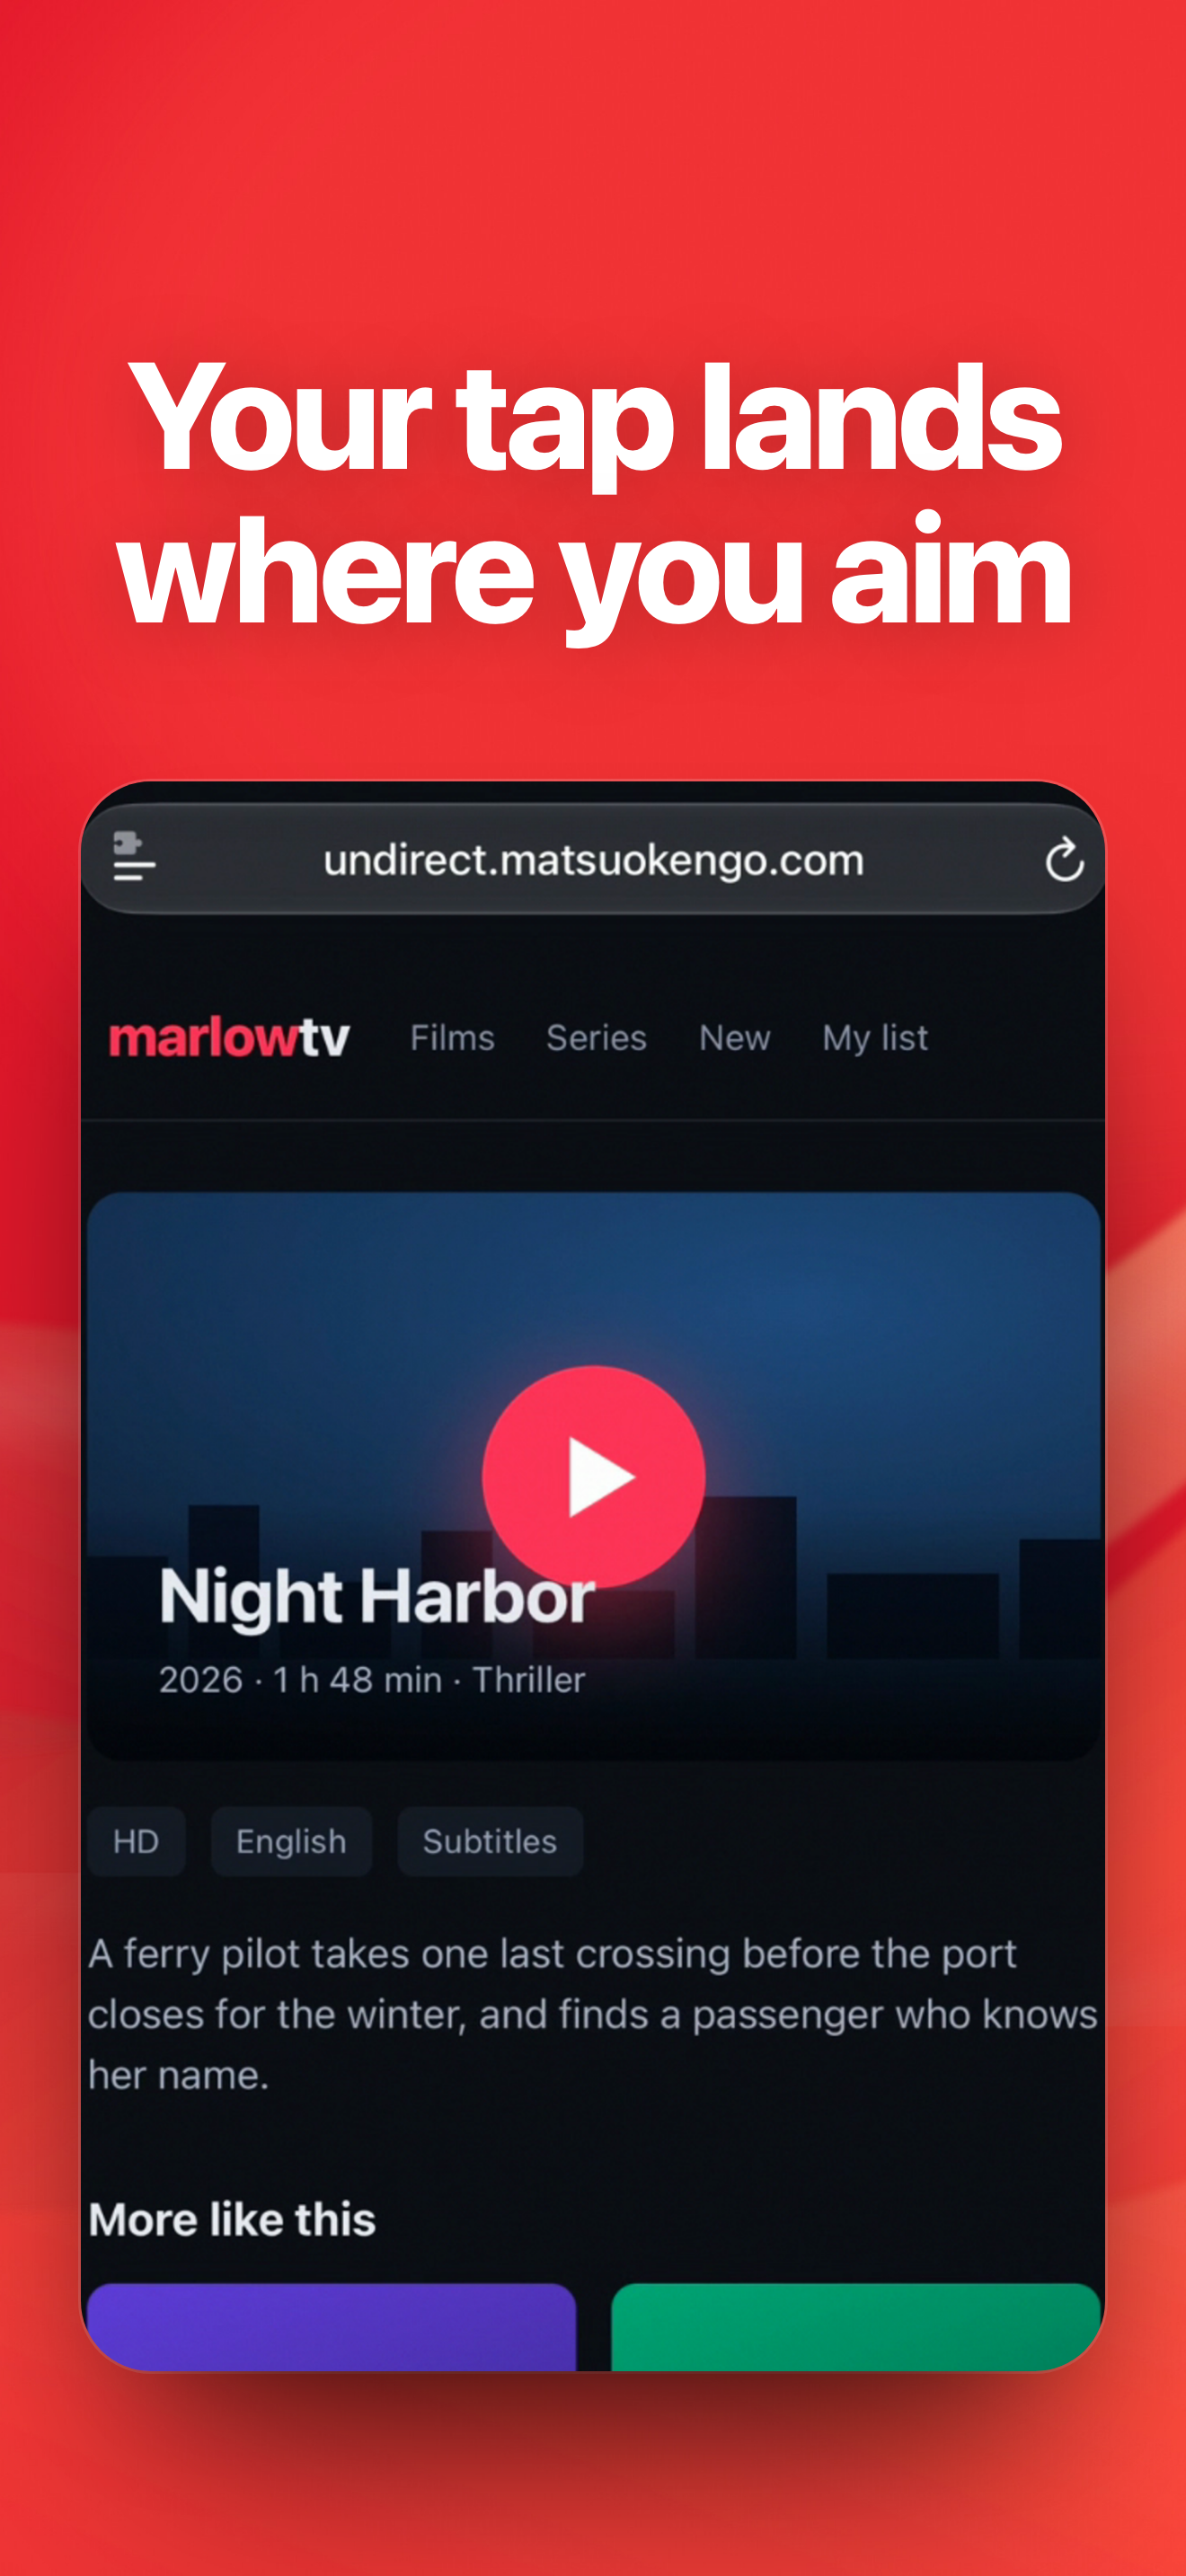 Your tap lands
where you aim
undirect.matsuokengo.com
marlowtv Films Series New My list
Night Harbor
2026 · 1 h 48 min · Thriller
HD English Subtitles
A ferry pilot takes one last crossing before the port
closes for the winter, and finds a passenger who knows
her name.
More like this